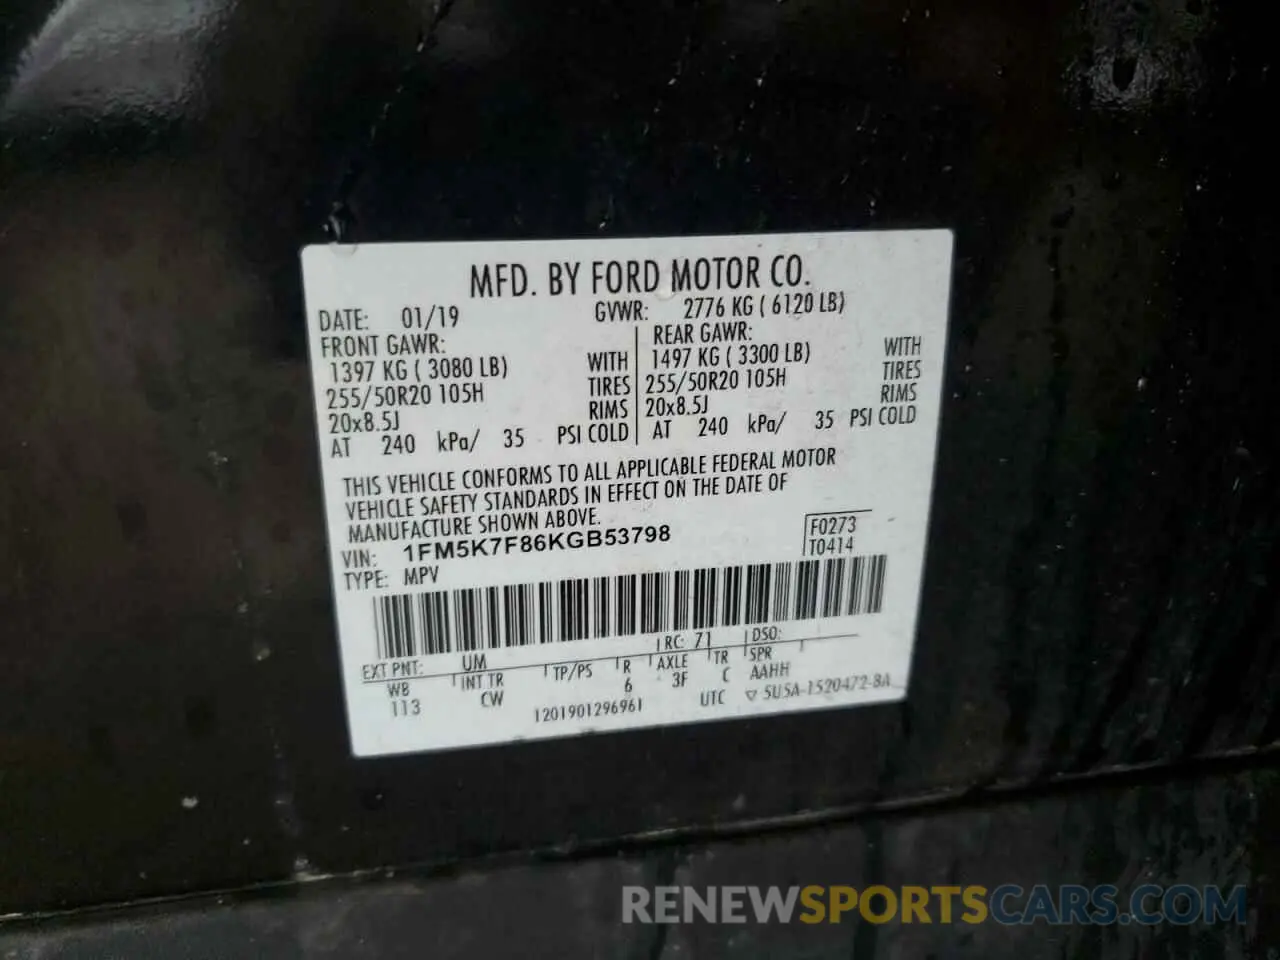 MFD. BY FORD MOTOR CO.
DATE: 01/19 GVWR: 2776 KG ( 6120 LB)
FRONT GAWR: REAR GAWR:
1397 KG ( 3080 LB) WITH 1497 KG ( 3300 LB) WITH
255/50R20 105H TIRES 255/50R20 105H TIRES
20x8.5J RIMS 20x8.5J RIMS
AT 240 kPa/ 35 PSI COLD AT 240 kPa/ 35 PSI COLD
THIS VEHICLE CONFORMS TO ALL APPLICABLE FEDERAL MOTOR
VEHICLE SAFETY STANDARDS IN EFFECT ON THE DATE OF
MANUFACTURE SHOWN ABOVE.
VIN: 1FM5K7F86KGB53798 F0273
TYPE: MPV T0414
EXT PNT: UM RC: 71 DSO:
WB INT TR TP/PS R AXLE TR SPR
113 CW 6 3F C AAHH
1201901296961 UTC ▽ 5U5A-1520472-8A
RENEWSPORTSCARS.COM